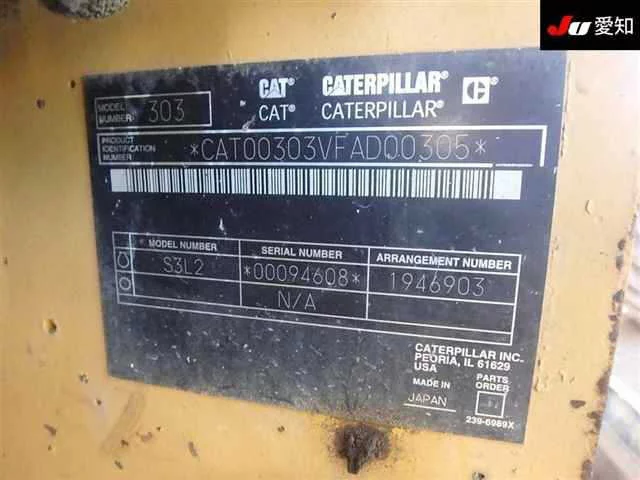 JU 愛知
CAT® CATERPILLAR®
CAT® CATERPILLAR®
MODEL NUMBER 303
PRODUCT IDENTIFICATION NUMBER *CAT00303VFAD00305*
MODEL NUMBER SERIAL NUMBER ARRANGEMENT NUMBER
S3L2 *00094608* 1946903
N/A
CATERPILLAR INC.
PEORIA, IL 61629
USA
MADE IN PARTS ORDER
JAPAN
239-6989X